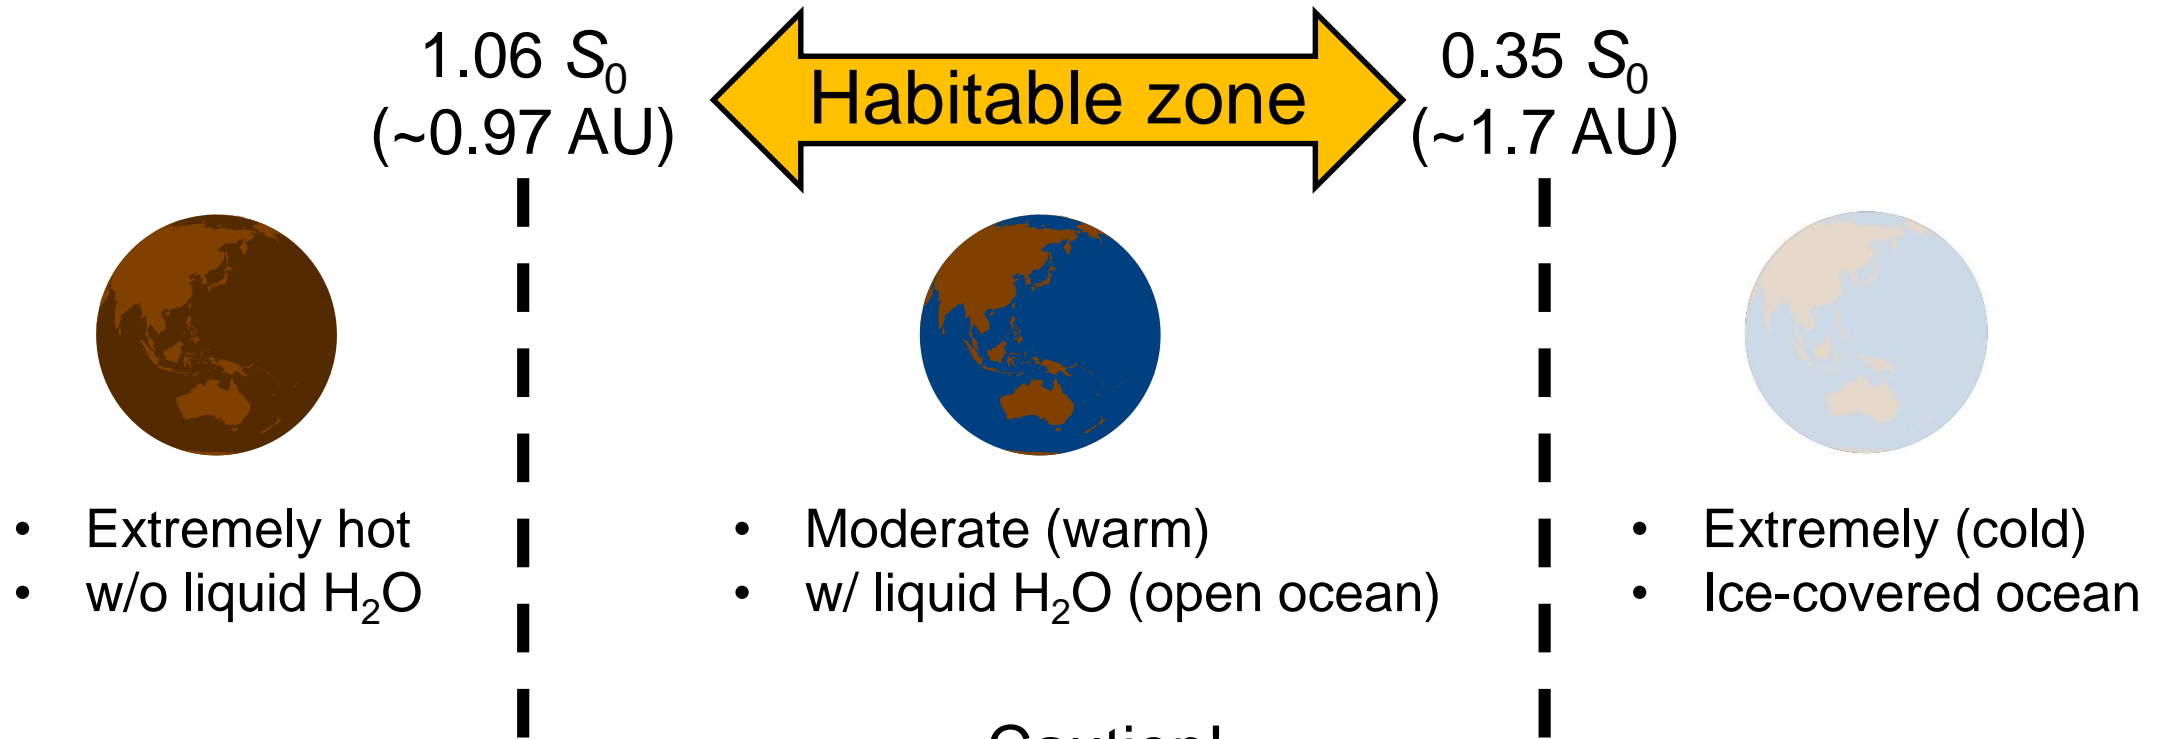 1.06 S₀
(~0.97 AU)
Habitable zone
0.35 S₀
(~1.7 AU)
• Extremely hot
• w/o liquid H₂O
• Moderate (warm)
• w/ liquid H₂O (open ocean)
• Extremely (cold)
• Ice-covered ocean
Caution!